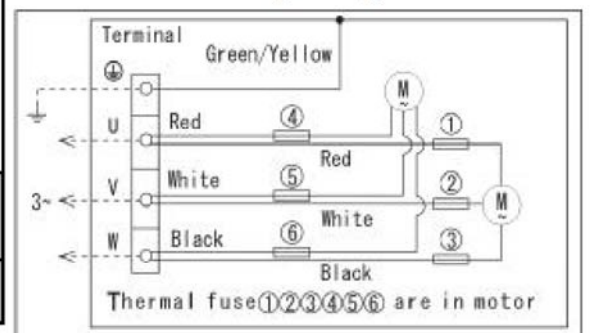 Terminal
Green/Yellow
M
~
U
Red
④
①
Red
V
White
⑤
②
3~
M
~
White
W
Black
⑥
③
Black
Thermal fuse①②③④⑤⑥ are in motor